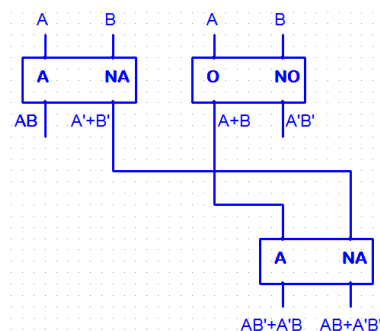 A B A B
A NA O NO
AB A'+B' A+B A'B'
A NA
AB'+A'B AB+A'B'